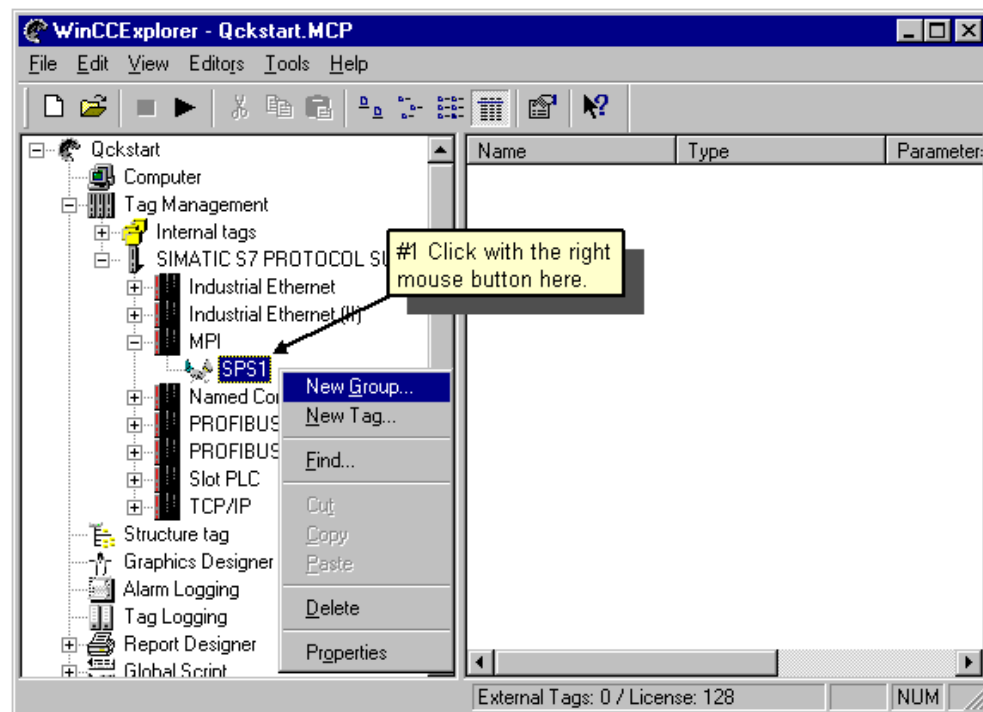 WinCCExplorer - Qckstart.MCP
File Edit View Editors Tools Help
Name Type Parameter
Qckstart
Computer
Tag Management
Internal tags
SIMATIC S7 PROTOCOL SU
#1 Click with the right
mouse button here.
Industrial Ethernet
Industrial Ethernet (II)
MPI
SPS1
Named Co
PROFIBUS
PROFIBUS
Slot PLC
TCP/IP
Structure tag
Graphics Designer
Alarm Logging
Tag Logging
Report Designer
Global Script
New Group...
New Tag...
Find...
Cut
Copy
Paste
Delete
Properties
External Tags: 0 / License: 128 NUM